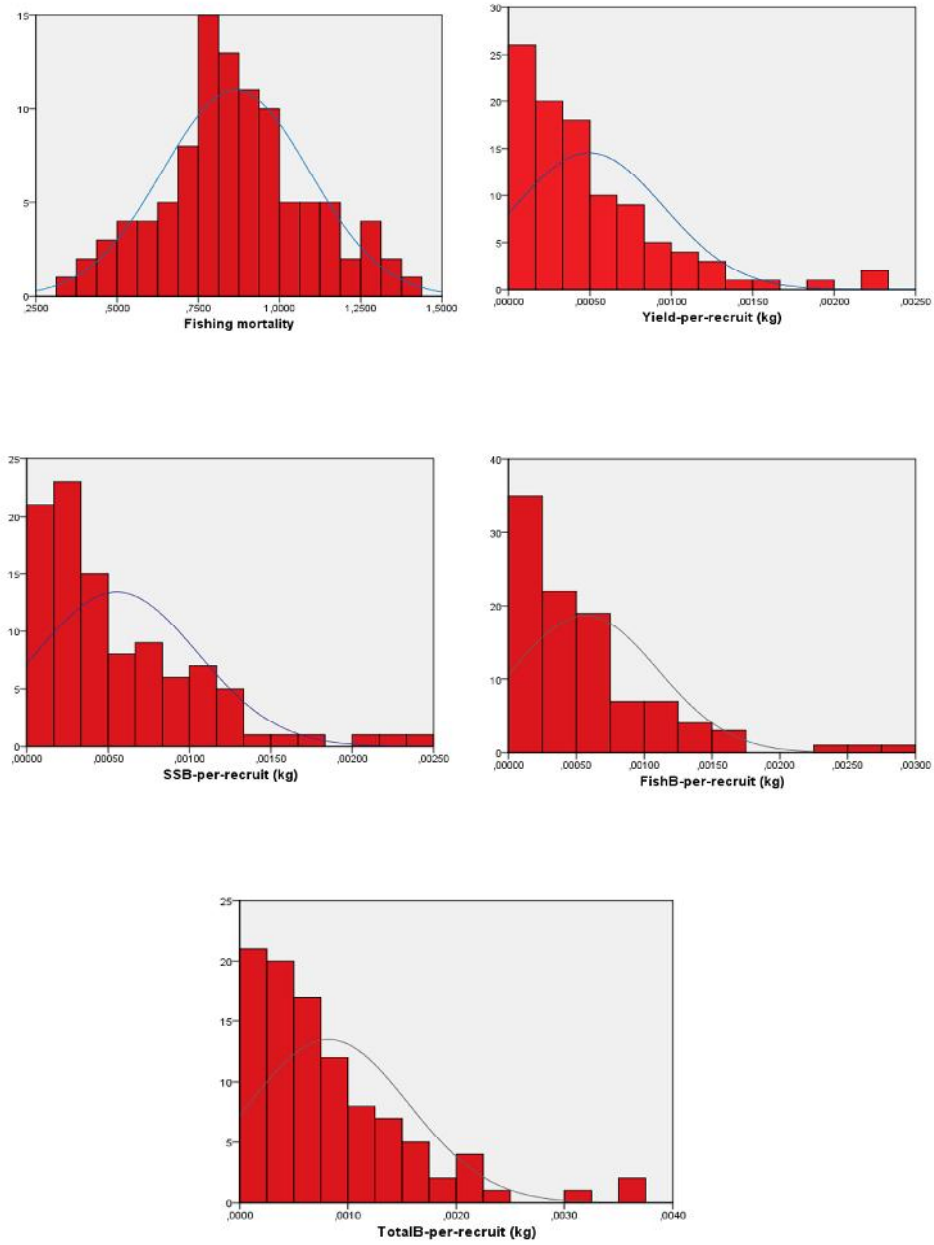 15
10
5
0
,2500 ,5000 ,7500 1,0000 1,2500 1,5000
Fishing mortality
30
25
20
15
10
5
0
,00000 ,00050 ,00100 ,00150 ,00200 ,00250
Yield-per-recruit (kg)
25
20
15
10
5
0
,00000 ,00050 ,00100 ,00150 ,00200 ,00250
SSB-per-recruit (kg)
40
30
20
10
0
,00000 ,00050 ,00100 ,00150 ,00200 ,00250 ,00300
FishB-per-recruit (kg)
25
20
15
10
5
0
,0000 ,0010 ,0020 ,0030 ,0040
TotalB-per-recruit (kg)